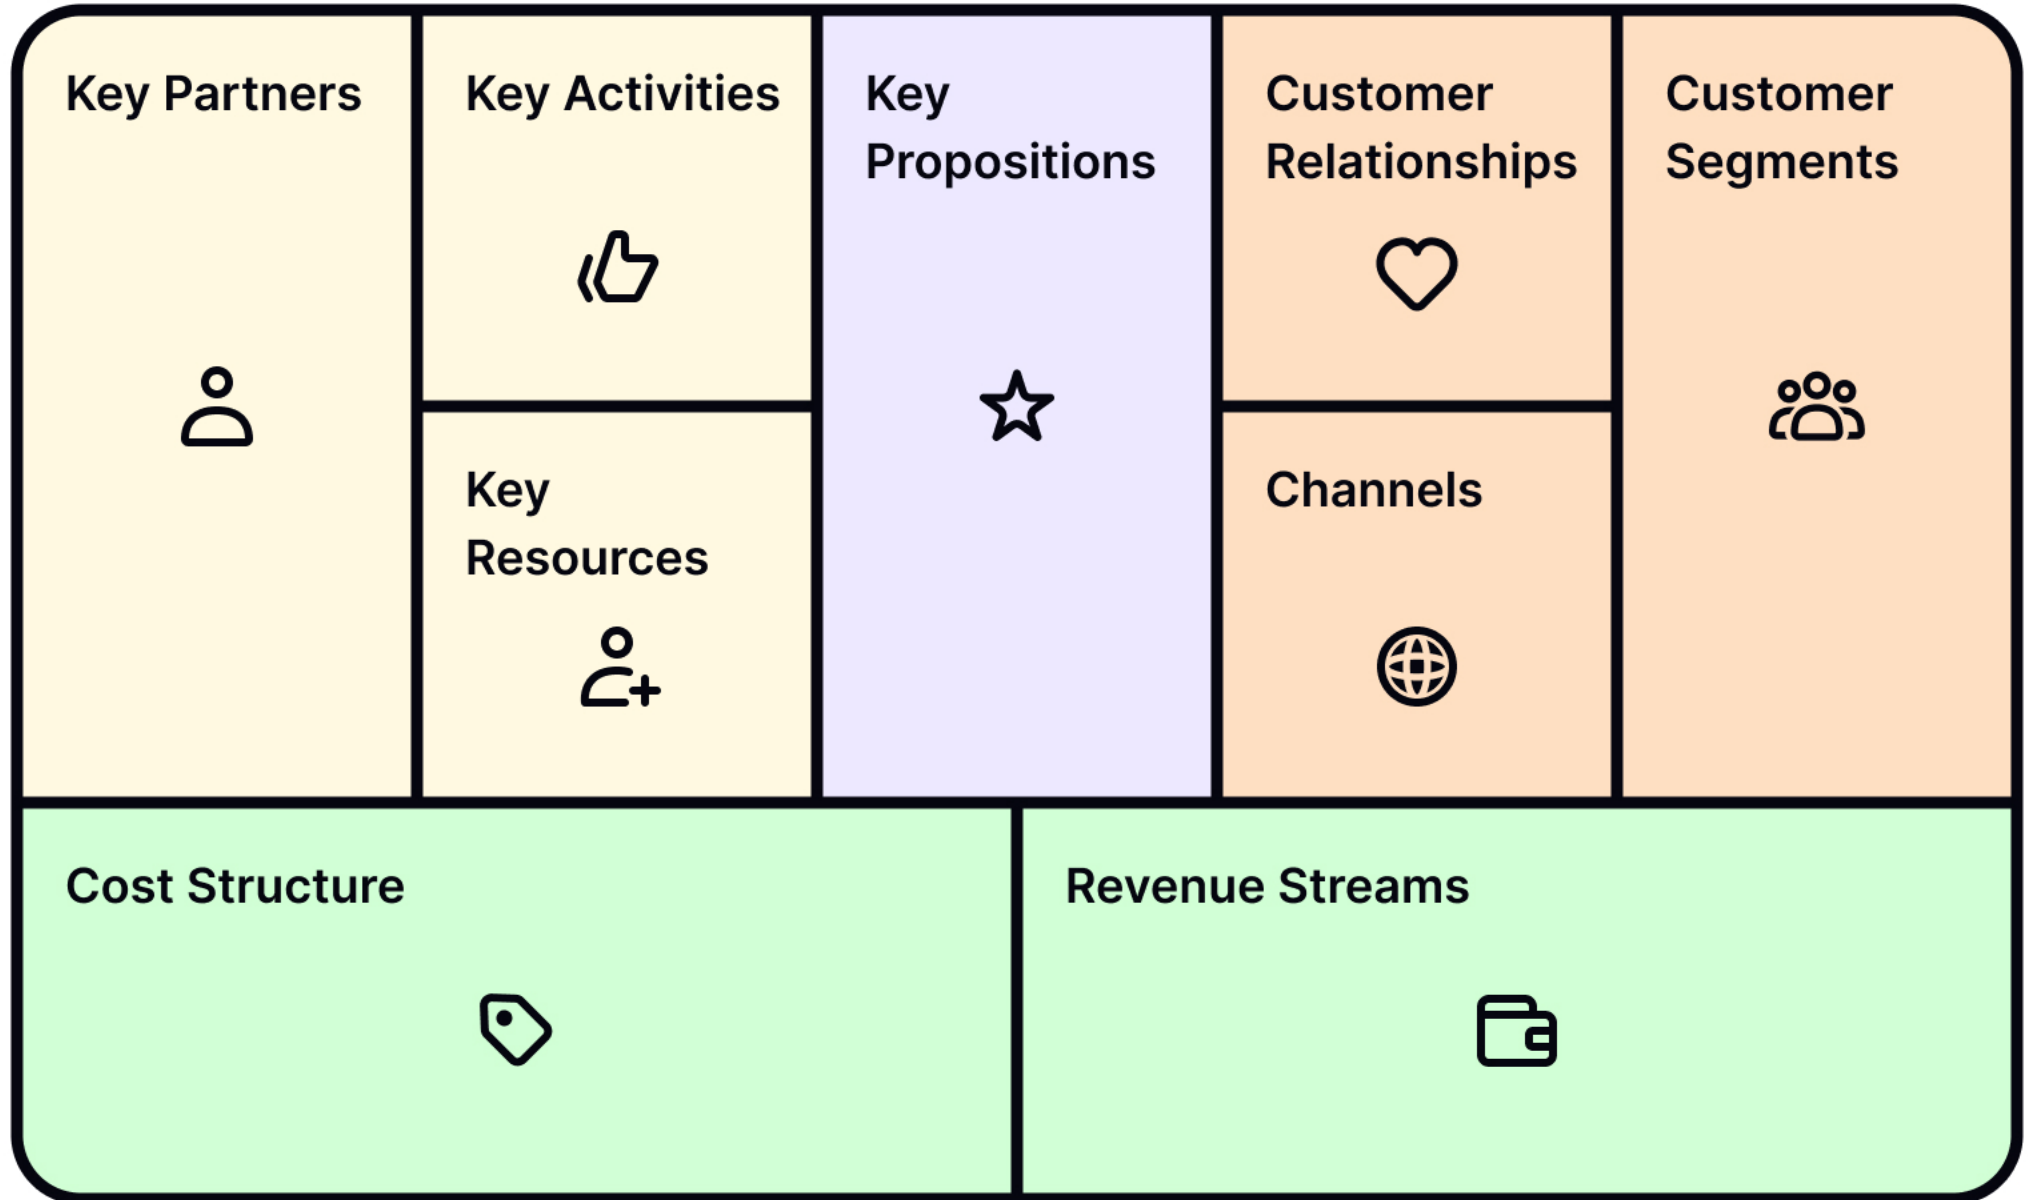 Key Partners
Key Activities
Key
Resources
Key
Propositions
Customer
Relationships
Channels
Customer
Segments
Cost Structure
Revenue Streams